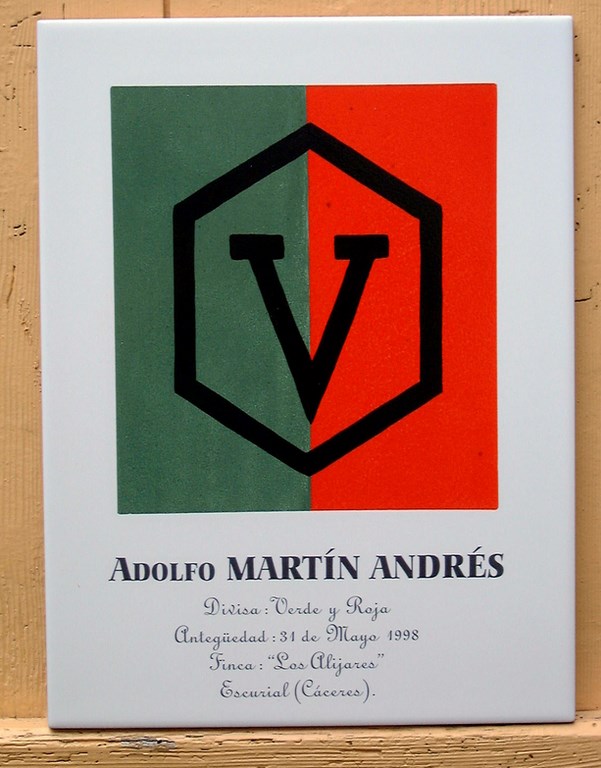 V
ADOLFO MARTÍN ANDRÉS
Divisa : Verde y Roja
Antegüedad : 31 de Mayo 1998
Finca : “Los Alijares”
Escurial (Cáceres).